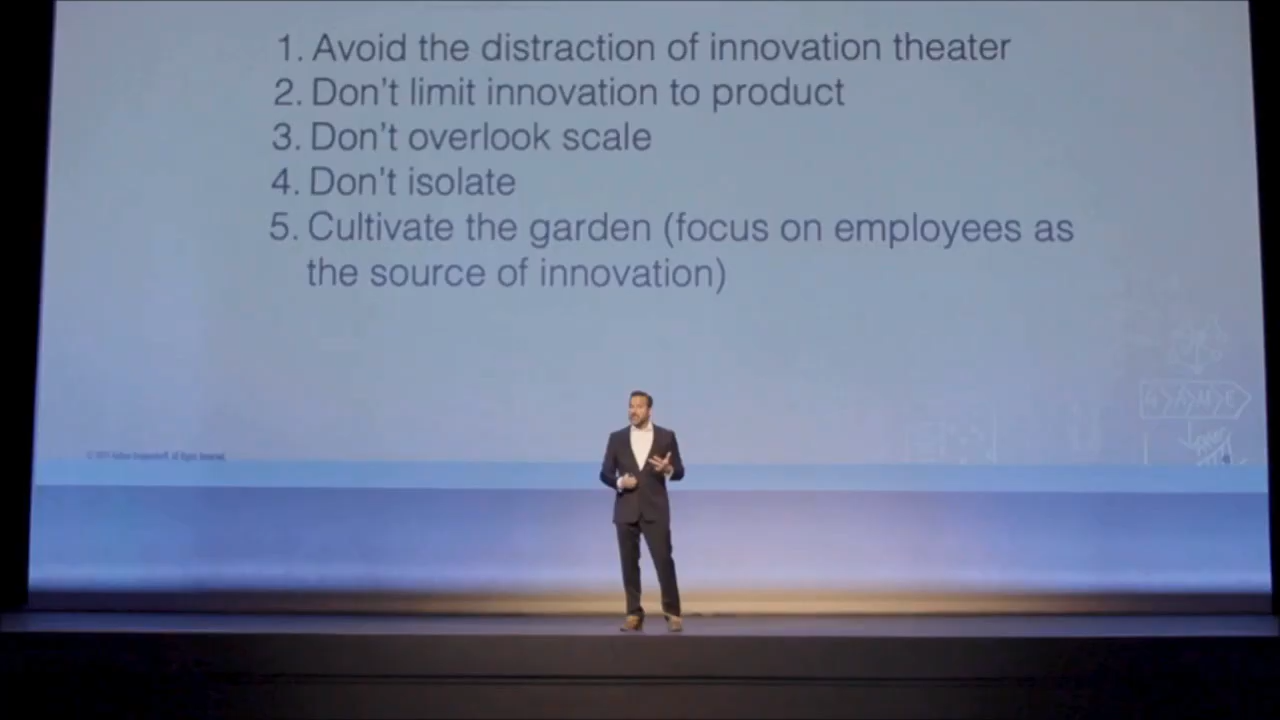 1. Avoid the distraction of innovation theater
2. Don't limit innovation to product
3. Don't overlook scale
4. Don't isolate
5. Cultivate the garden (focus on employees as
the source of innovation)